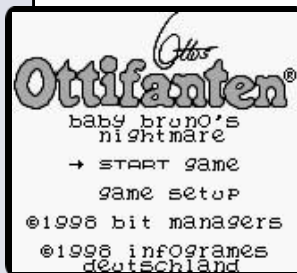 Ottos
Ottifanten®
baby bruno's
nightmare
→ START game
game setup
©1998 bit managers
©1998 infogrames
deutschland